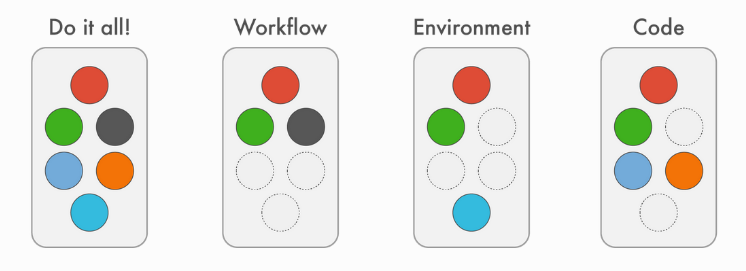 Do it all!
Workflow
Environment
Code